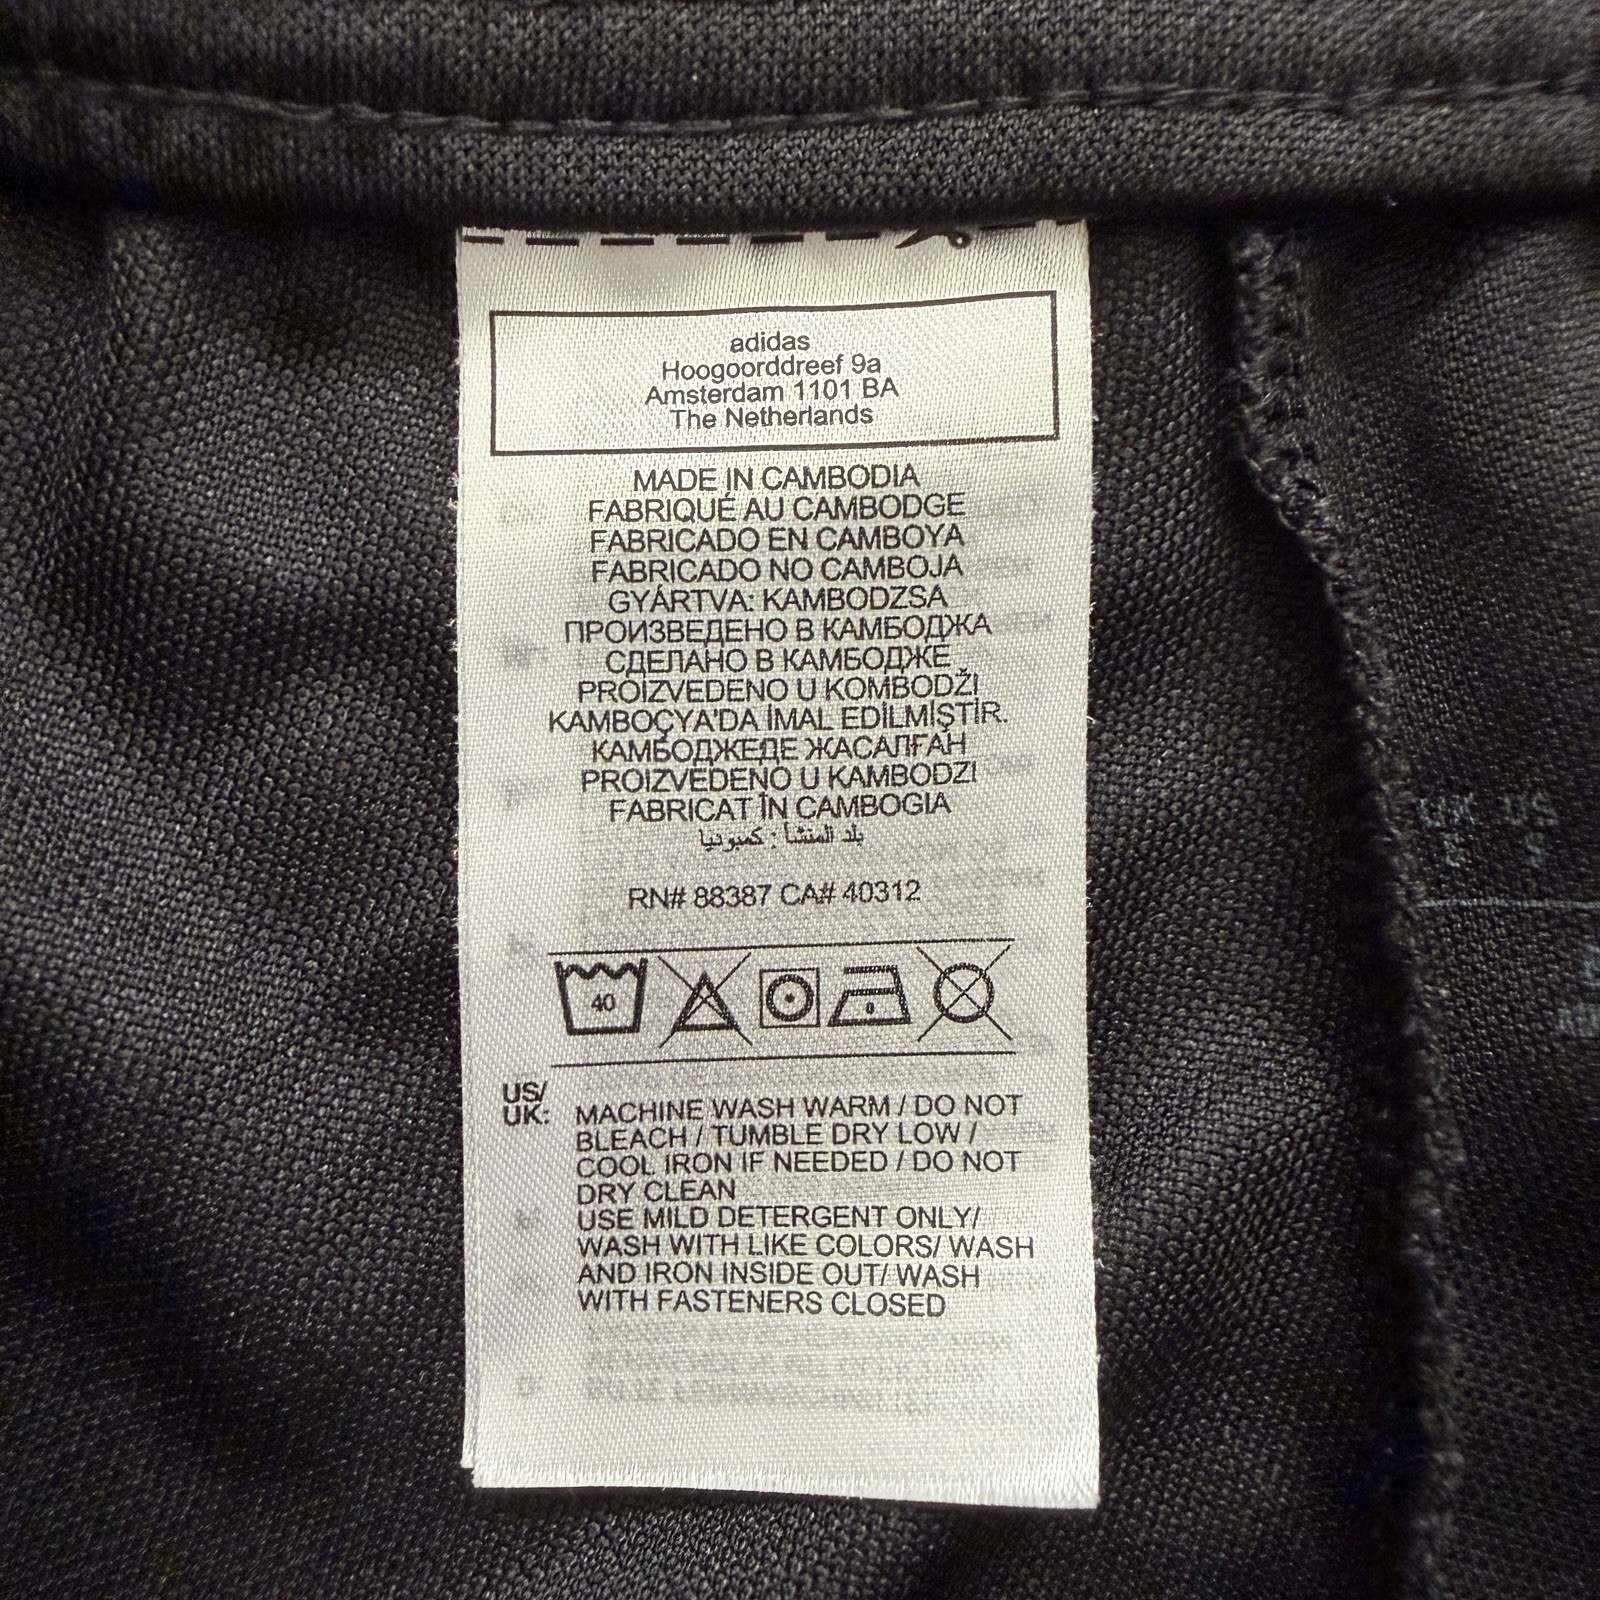 adidas
Hoogoorddreef 9a
Amsterdam 1101 BA
The Netherlands
MADE IN CAMBODIA
FABRIQUÉ AU CAMBODGE
FABRICADO EN CAMBOYA
FABRICADO NO CAMBOJA
GYÁRTVA: KAMBODZSA
ПРОИЗВЕДЕНО В КАМБОДЖА
СДЕЛАНО В КАМБОДЖЕ
PROIZVEDENO U KOMBODŽI
KAMBOÇYA'DA İMAL EDİLMİŞTİR.
КАМБОДЖЕДЕ ЖАСАЛҒАН
PROIZVEDENO U KAMBODZI
FABRICAT ÎN CAMBOGIA
بلد المنشأ : كمبوديا
RN# 88387 CA# 40312
40
US/
UK:
MACHINE WASH WARM / DO NOT
BLEACH / TUMBLE DRY LOW /
COOL IRON IF NEEDED / DO NOT
DRY CLEAN
USE MILD DETERGENT ONLY/
WASH WITH LIKE COLORS/ WASH
AND IRON INSIDE OUT/ WASH
WITH FASTENERS CLOSED